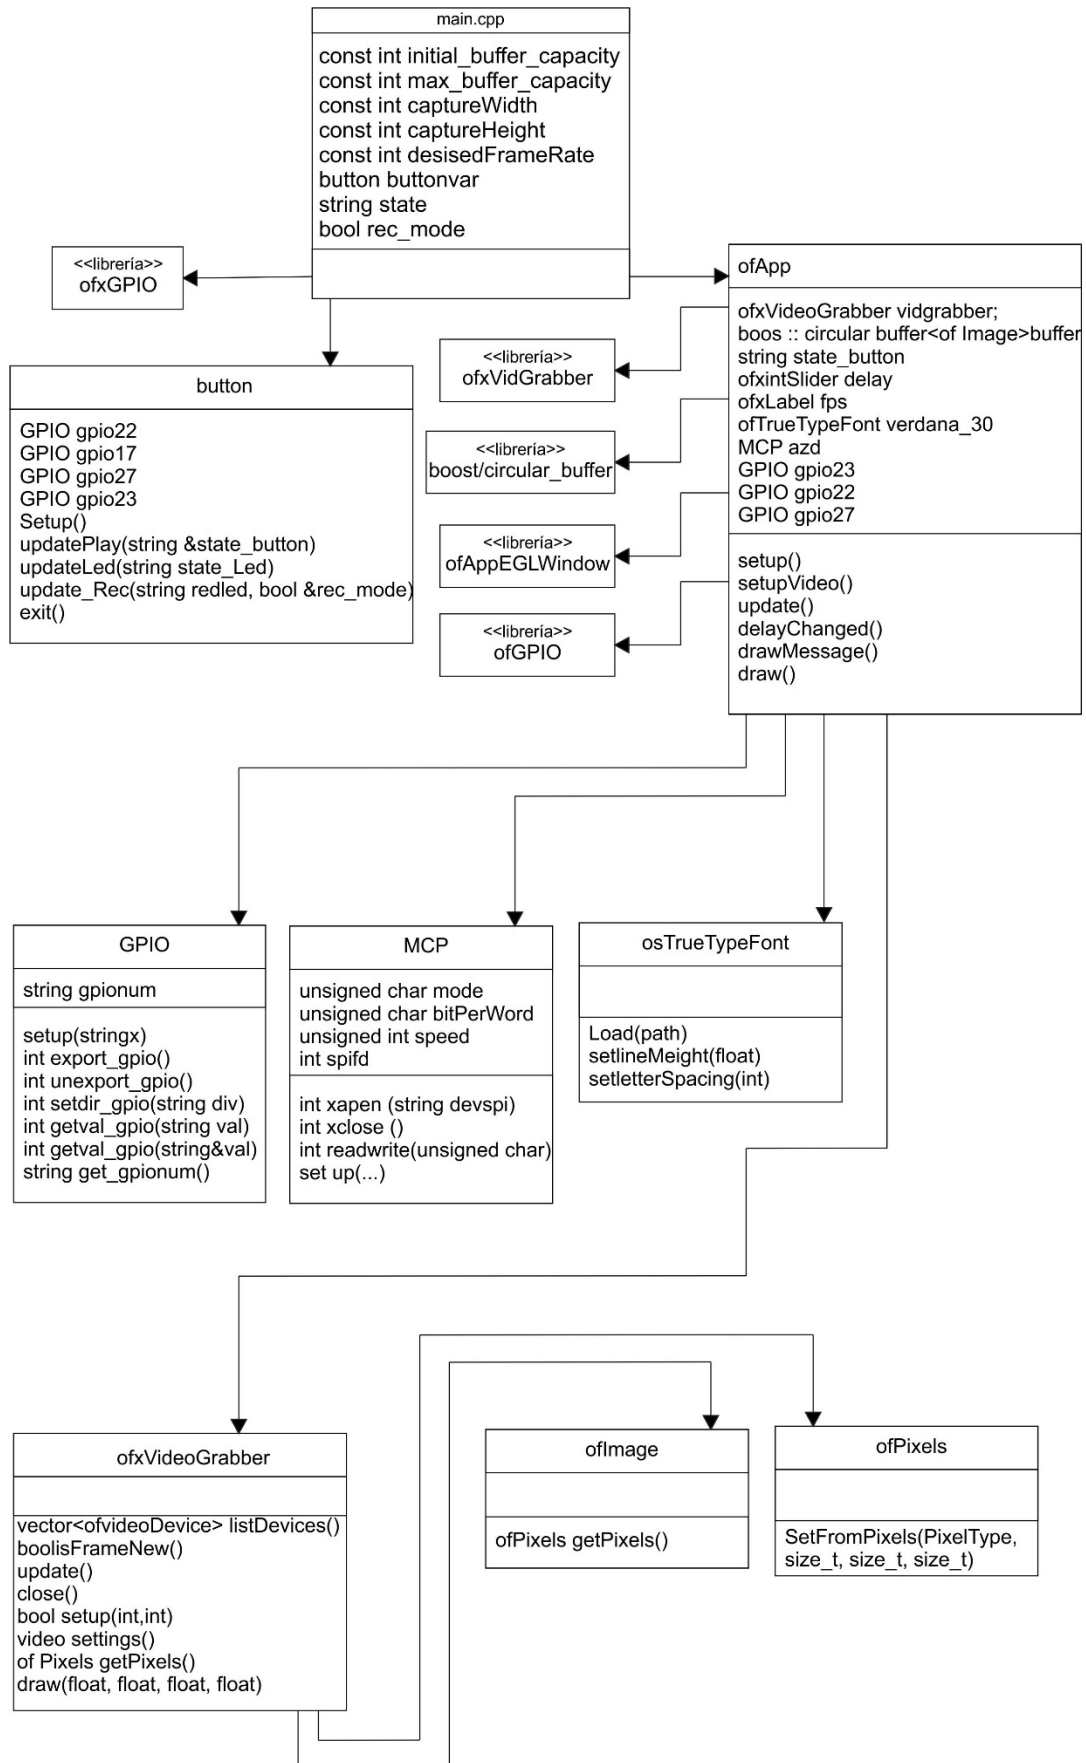 main.cpp
const int initial_buffer_capacity
const int max_buffer_capacity
const int captureWidth
const int captureHeight
const int desisedFrameRate
button buttonvar
string state
bool rec_mode
<<librería>>
ofxGPIO
button
GPIO gpio22
GPIO gpio17
GPIO gpio27
GPIO gpio23
Setup()
updatePlay(string &state_button)
updateLed(string state_Led)
update_Rec(string redled, bool &rec_mode)
exit()
<<librería>>
ofxVidGrabber
<<librería>>
boost/circular_buffer
<<librería>>
ofAppEGLWindow
<<librería>>
ofGPIO
ofApp
ofxVideoGrabber vidgrabber;
boos :: circular buffer<of Image>buffer
string state_button
ofxintSlider delay
ofxLabel fps
ofTrueTypeFont verdana_30
MCP azd
GPIO gpio23
GPIO gpio22
GPIO gpio27
setup()
setupVideo()
update()
delayChanged()
drawMessage()
draw()
GPIO
string gpionum
setup(stringx)
int export_gpio()
int unexport_gpio()
int setdir_gpio(string div)
int getval_gpio(string val)
int getval_gpio(string&val)
string get_gpionum()
MCP
unsigned char mode
unsigned char bitPerWord
unsigned int speed
int spifd
int xapen (string devspi)
int xclose ()
int readwrite(unsigned char)
set up(...)
osTrueTypeFont
Load(path)
setlineMeight(float)
setletterSpacing(int)
ofxVideoGrabber
vector<ofvideoDevice> listDevices()
boolisFrameNew()
update()
close()
bool setup(int,int)
video settings()
of Pixels getPixels()
draw(float, float, float, float)
ofImage
ofPixels getPixels()
ofPixels
SetFromPixels(PixelType,
size_t, size_t, size_t)